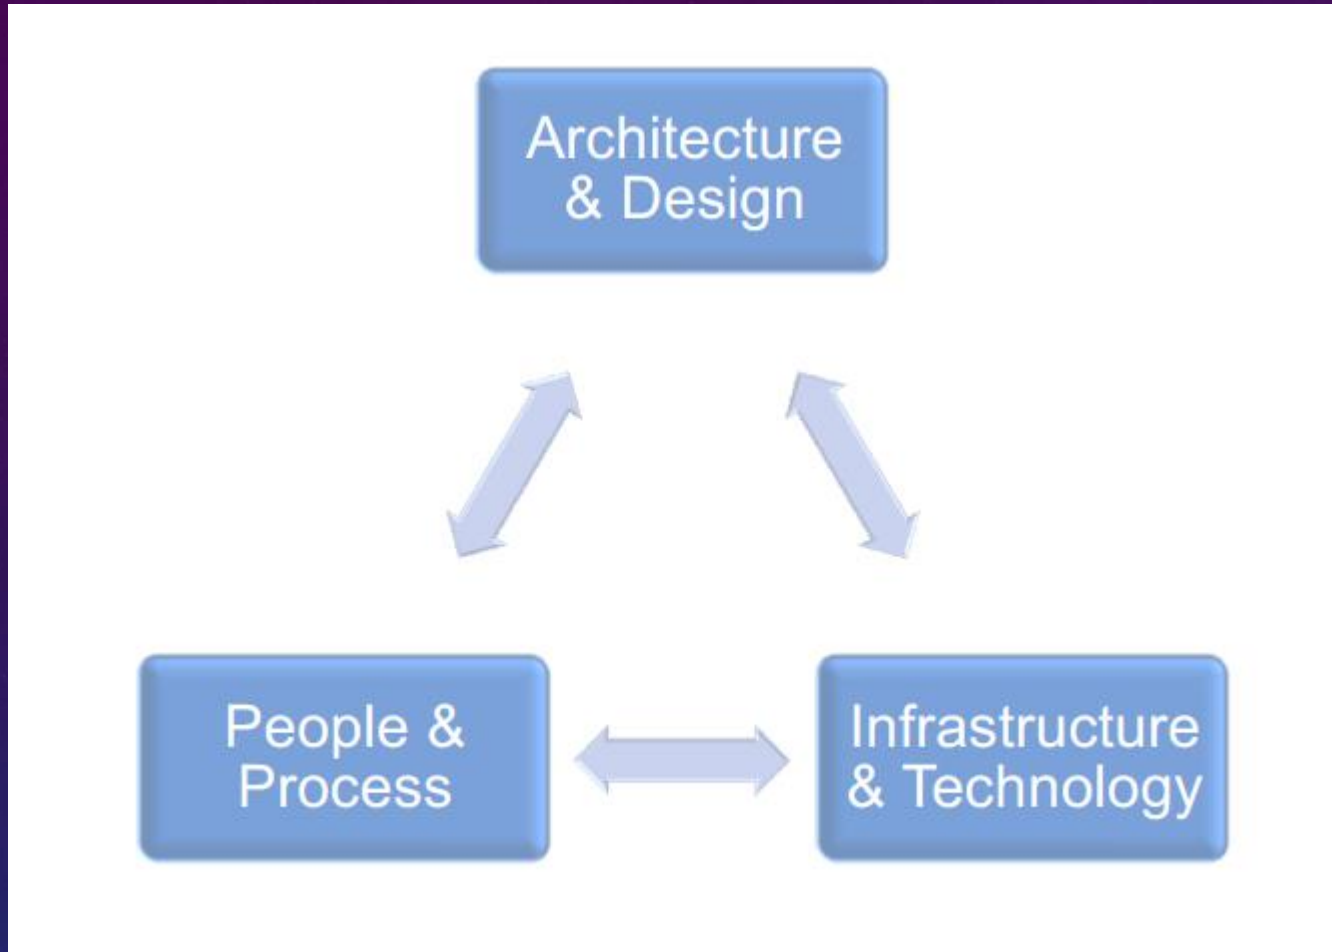 Architecture
& Design
People &
Process
Infrastructure
& Technology